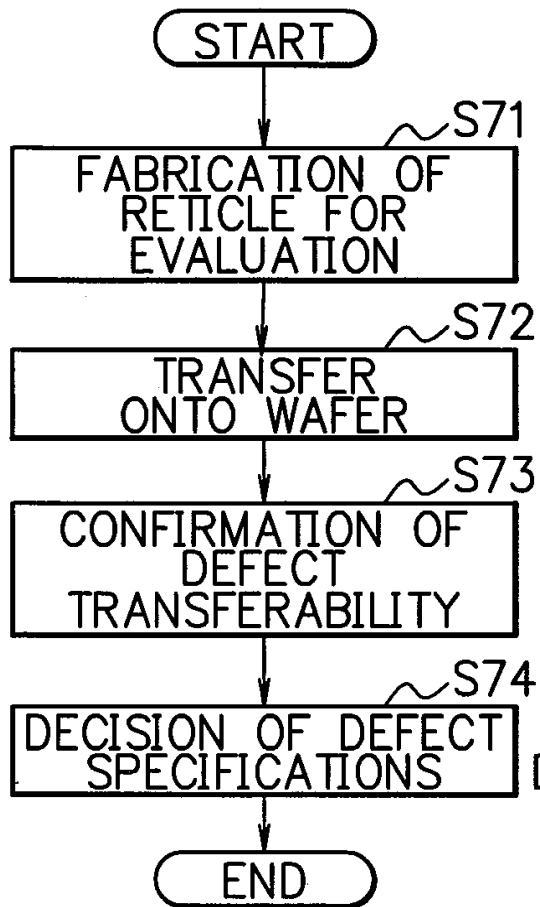 START
S71
FABRICATION OF
RETICLE FOR
EVALUATION
S72
TRANSFER
ONTO WAFER
S73
CONFIRMATION OF
DEFECT
TRANSFERABILITY
S74
DECISION OF DEFECT
SPECIFICATIONS
END